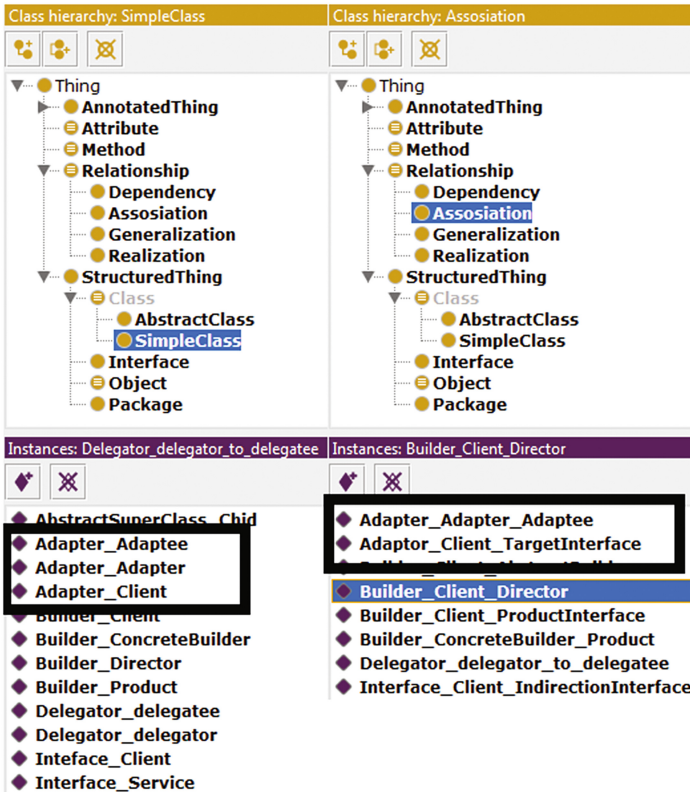 Class hierarchy: SimpleClass
Thing
AnnotatedThing
Attribute
Method
Relationship
Dependency
Assosiation
Generalization
Realization
StructuredThing
Class
AbstractClass
SimpleClass
Interface
Object
Package
Class hierarchy: Assosiation
Thing
AnnotatedThing
Attribute
Method
Relationship
Dependency
Assosiation
Generalization
Realization
StructuredThing
Class
AbstractClass
SimpleClass
Interface
Object
Package
Instances: Delegator_delegator_to_delegatee
AbstractSuperClass_Chid
Adapter_Adaptee
Adapter_Adapter
Adapter_Client
Builder_Client
Builder_ConcreteBuilder
Builder_Director
Builder_Product
Delegator_delegatee
Delegator_delegator
Inteface_Client
Interface_Service
Instances: Builder_Client_Director
Adapter_Adapter_Adaptee
Adaptor_Client_TargetInterface
Builder_Client_Director
Builder_Client_ProductInterface
Builder_ConcreteBuilder_Product
Delegator_delegator_to_delegatee
Interface_Client_IndirectionInterface